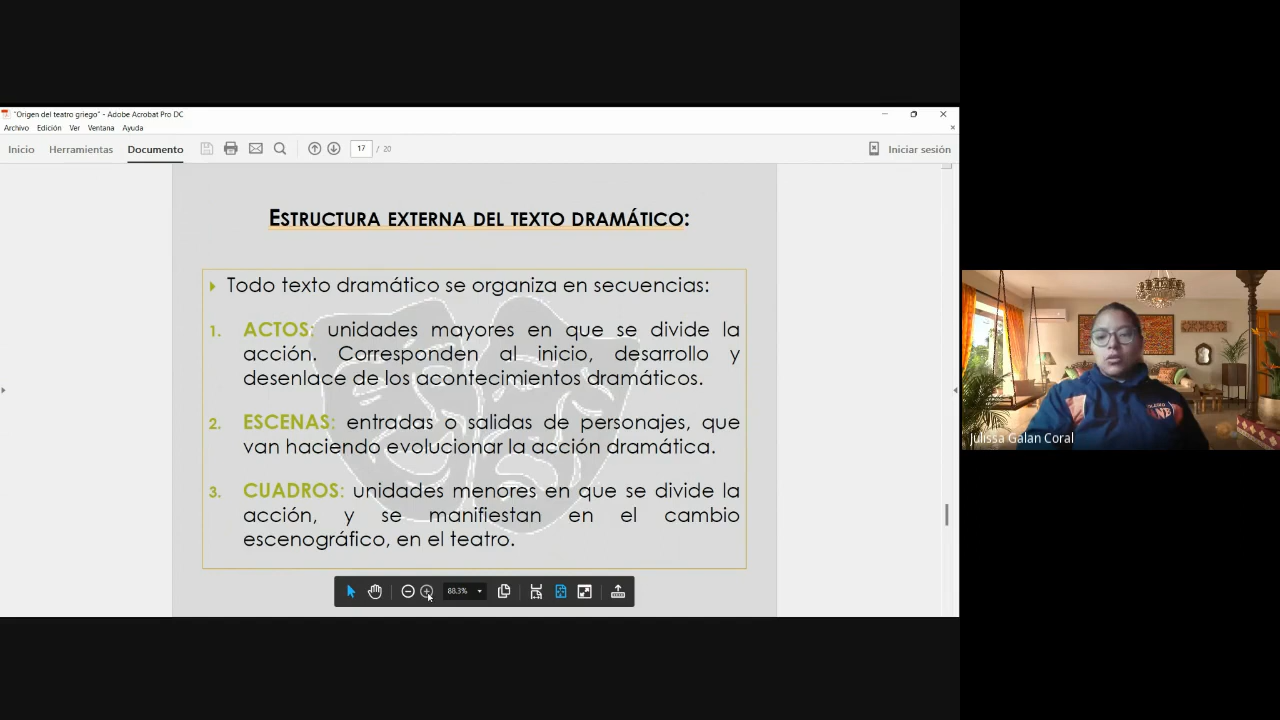 "Origen del teatro griego" - Adobe Acrobat Pro DC
Archivo Edición Ver Ventana Ayuda
Inicio Herramientas Documento 17 / 20 Iniciar sesión
ESTRUCTURA EXTERNA DEL TEXTO DRAMÁTICO:
Todo texto dramático se organiza en secuencias:
1. ACTOS: unidades mayores en que se divide la
acción. Corresponden al inicio, desarrollo y
desenlace de los acontecimientos dramáticos.
2. ESCENAS: entradas o salidas de personajes, que
van haciendo evolucionar la acción dramática.
3. CUADROS: unidades menores en que se divide la
acción, y se manifiestan en el cambio
escenográfico, en el teatro.
88.3%
Julissa Galan Coral